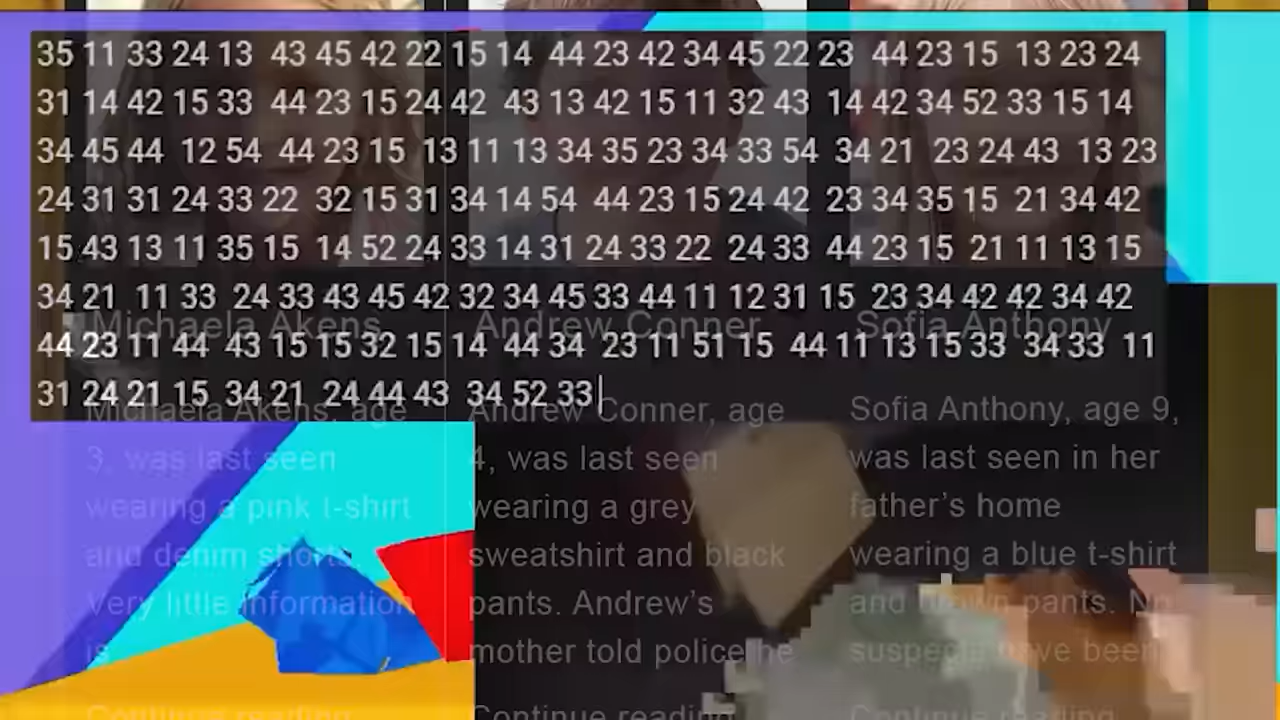 35 11 33 24 13 43 45 42 22 15 14 44 23 42 34 45 22 23 44 23 15 13 23 24
31 14 42 15 33 44 23 15 24 42 43 13 42 15 11 32 43 14 42 34 52 33 15 14
34 45 44 12 54 44 23 15 13 11 13 34 35 23 34 33 54 34 21 23 24 43 13 23
24 31 31 24 33 22 32 15 31 34 14 54 44 23 15 24 42 23 34 35 15 21 34 42
15 43 13 11 35 15 14 52 24 33 14 31 24 33 22 24 33 44 23 15 21 11 13 15
34 21 11 33 24 33 43 45 42 32 34 45 33 44 11 12 31 15 23 34 42 42 34 42
44 23 11 44 43 15 15 32 15 14 44 34 23 11 51 15 44 11 13 15 33 34 33 11
31 24 21 15 34 21 24 44 43 34 52 33
Michaela Akens
Michaela Akens, age
3, was last seen
wearing a pink t-shirt
and denim shorts.
Very little information
is
Continue reading
Andrew Conner
Andrew Conner, age
4, was last seen
wearing a grey
sweatshirt and black
pants. Andrew's
mother told police he
Continue reading
Sofia Anthony
Sofia Anthony, age 9,
was last seen in her
father's home
wearing a blue t-shirt
and brown pants. No
suspects have been
Continue reading